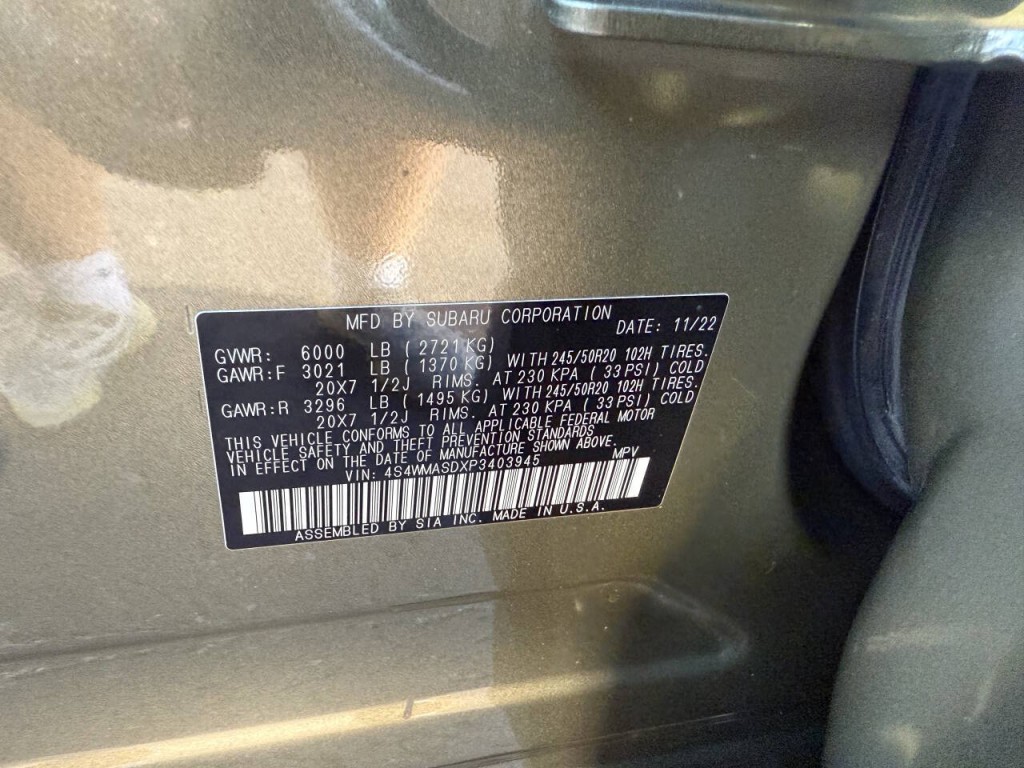 MFD BY SUBARU CORPORATION
DATE: 11/22
GVWR: 6000 LB ( 2721 KG)
GAWR:F 3021 LB ( 1370 KG) WITH 245/50R20 102H TIRES.
20X7 1/2J RIMS. AT 230 KPA ( 33 PSI) COLD
GAWR:R 3296 LB ( 1495 KG) WITH 245/50R20 102H TIRES.
20X7 1/2J RIMS. AT 230 KPA ( 33 PSI) COLD
THIS VEHICLE CONFORMS TO ALL APPLICABLE FEDERAL MOTOR
VEHICLE SAFETY AND THEFT PREVENTION STANDARDS
IN EFFECT ON THE DATE OF MANUFACTURE SHOWN ABOVE.
VIN: 4S4WMASDXP3403945 MPV
ASSEMBLED BY SIA INC. MADE IN U.S.A.